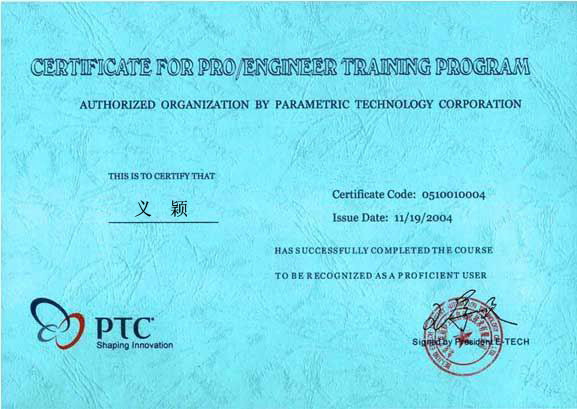 CERTIFICATE FOR PRO/ENGINEER TRAINING PROGRAM
AUTHORIZED ORGANIZATION BY PARAMETRIC TECHNOLOGY CORPORATION
THIS IS TO CERTIFY THAT
义 颖
Certificate Code: 0510010004
Issue Date: 11/19/2004
HAS SUCCESSFULLY COMPLETED THE COURSE
TO BE RECOGNIZED AS A PROFICIENT USER
PTC
Shaping Innovation
Signed by President E-TECH